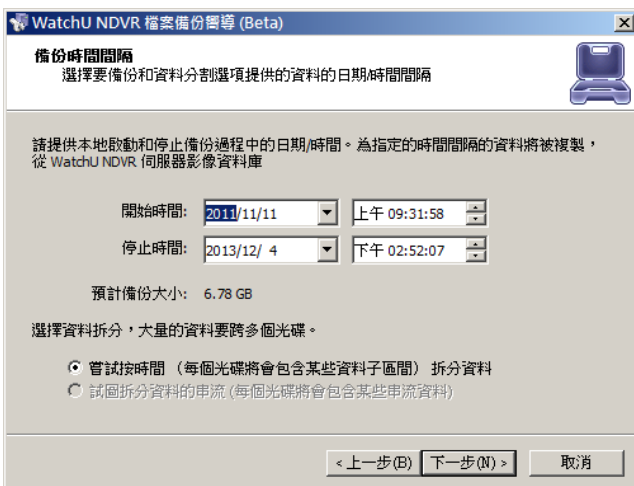 WatchU NDVR 檔案備份嚮導 (Beta)
備份時間間隔
選擇要備份和資料分割選項提供的資料的日期/時間間隔
請提供本地啟動和停止備份過程中的日期/時間。為指定的時間間隔的資料將被複製，
從 WatchU NDVR 伺服器影像資料庫
開始時間: 2011/11/11 上午 09:31:58
停止時間: 2013/12/ 4 下午 02:52:07
預計備份大小: 6.78 GB
選擇資料拆分，大量的資料要跨多個光碟。
嘗試按時間 （每個光碟將會包含某些資料子區間） 拆分資料
試圖拆分資料的串流 (每個光碟將會包含某些串流資料)
<上一步(B) 下一步(N) > 取消